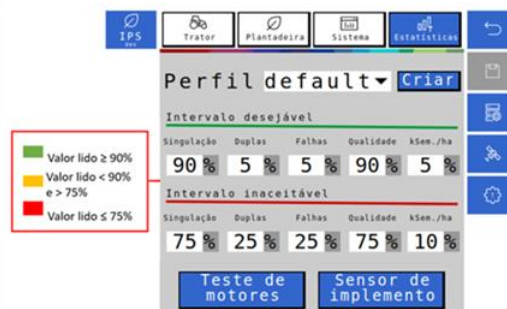 IPS
Dev
Trator
Plantadeira
Sistema
Estatísticas
Perfil default Criar
Intervalo desejável
Singulação Duplas Falhas Qualidade kSem./ha
90 % 5 % 5 % 90 % 5 %
Intervalo inaceitável
Singulação Duplas Falhas Qualidade kSem./ha
75 % 25 % 25 % 75 % 10 %
Teste de
motores
Sensor de
implemento
Valor lido ≥ 90%
Valor lido < 90%
e > 75%
Valor lido ≤ 75%